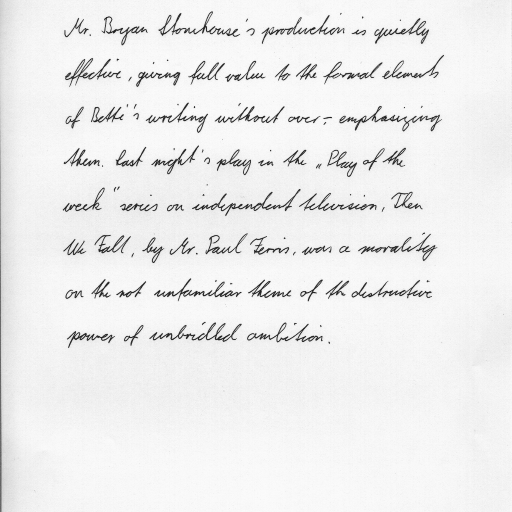 Mr. Bryan Stonehouse's production is quietly
effective, giving full value to the formal elements
of Betti's writing without over-emphasizing
them. Last night's play in the „Play of the
week" series on independent television, Then
We Fall, by Mr. Paul Ferris, was a morality
on the not unfamiliar theme of the destructive
power of unbridled ambition.